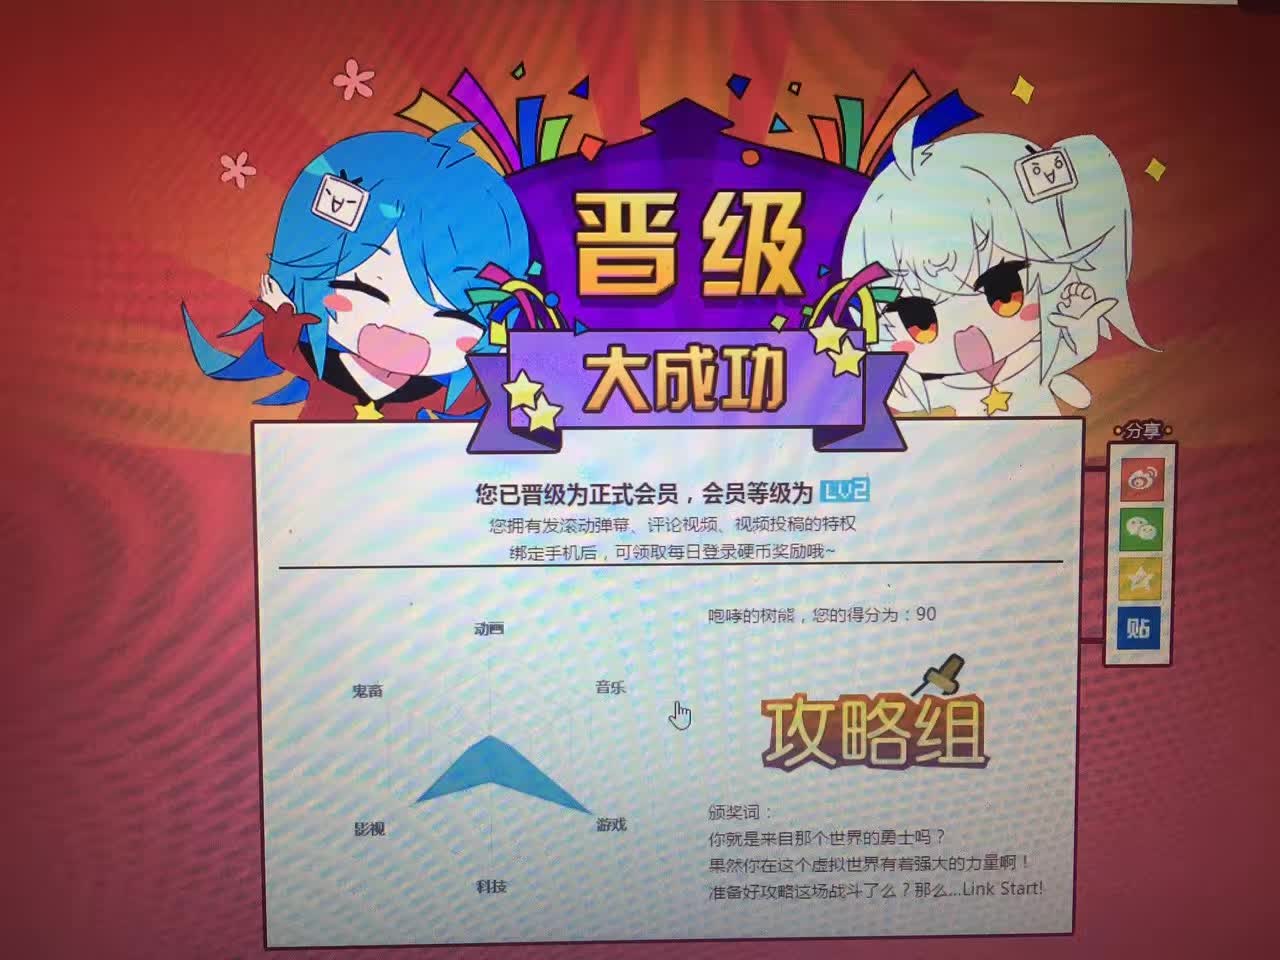 晋级
大成功
您已晋级为正式会员，会员等级为 LV2
您拥有发滚动弹幕、评论视频、视频投稿的特权
绑定手机后，可领取每日登录硬币奖励哦~
分享
贴
动画
鬼畜
音乐
影视
游戏
科技
咆哮的树熊，您的得分为：90
攻略组
颁奖词：
你就是来自那个世界的勇士吗？
果然你在这个虚拟世界有着强大的力量啊！
准备好攻略这场战斗了么？那么...Link Start!